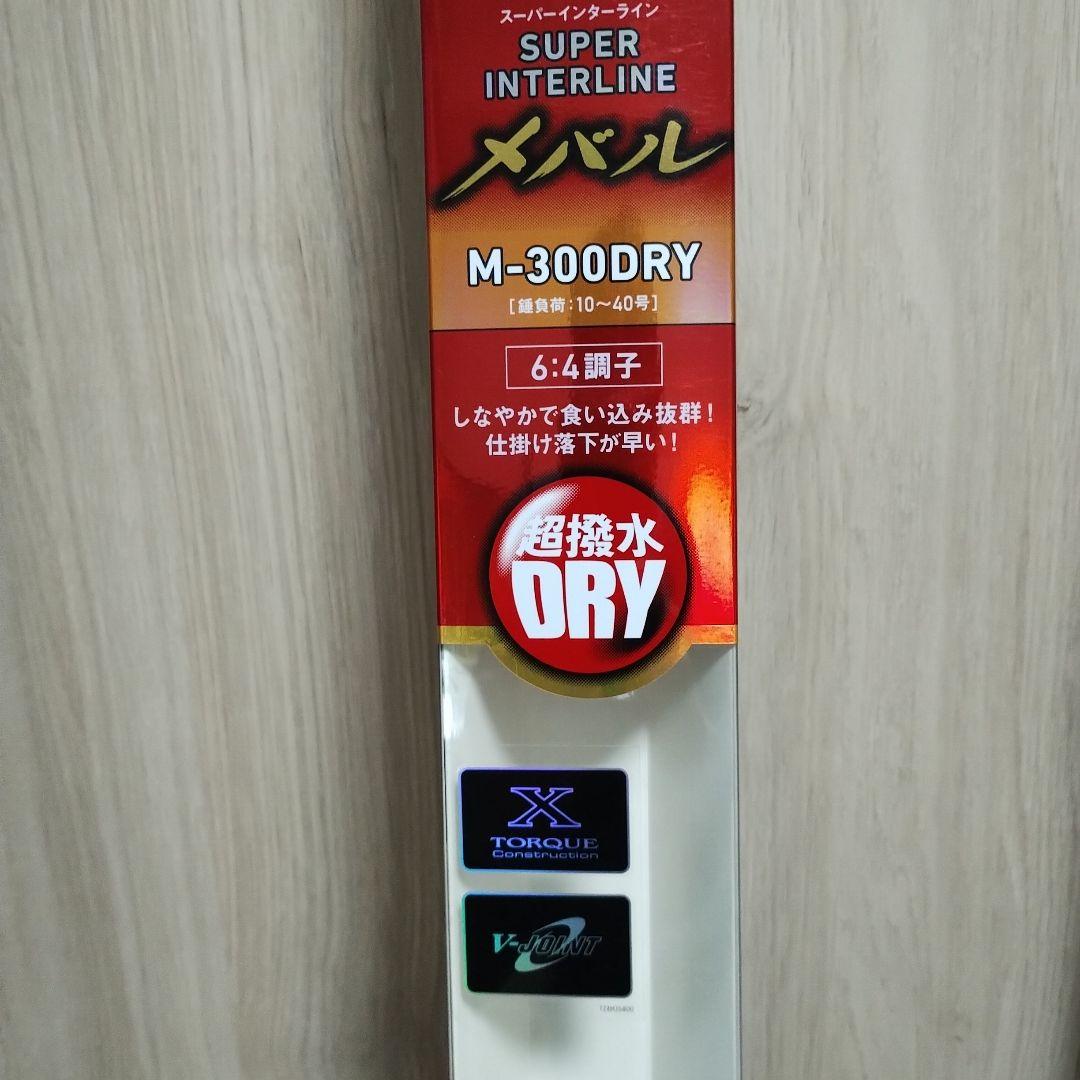 スーパーインターライン
SUPER
INTERLINE
メバル
M-300DRY
[錘負荷:10〜40号]
6:4調子
しなやかで食い込み抜群!
仕掛け落下が早い!
超撥水
DRY
X
TORQUE
Construction
V-JOINT